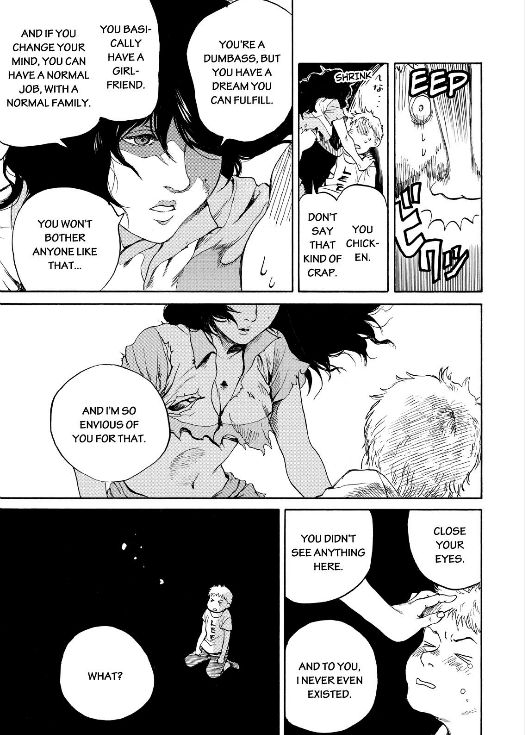 EEP
ビクッ
SHRINK
YOU
CHICK-
EN.
DON'T
SAY
THAT
KIND OF
CRAP.
YOU'RE A
DUMBASS, BUT
YOU HAVE A
DREAM YOU
CAN FULFILL.
YOU BASI-
CALLY
HAVE A
GIRL-
FRIEND.
AND IF YOU
CHANGE YOUR
MIND, YOU CAN
HAVE A NORMAL
JOB, WITH A
NORMAL FAMILY.
YOU WON'T
BOTHER
ANYONE LIKE
THAT...
AND I'M SO
ENVIOUS OF
YOU FOR THAT.
CLOSE
YOUR
EYES.
YOU DIDN'T
SEE ANYTHING
HERE.
AND TO YOU,
I NEVER EVEN
EXISTED.
WHAT?